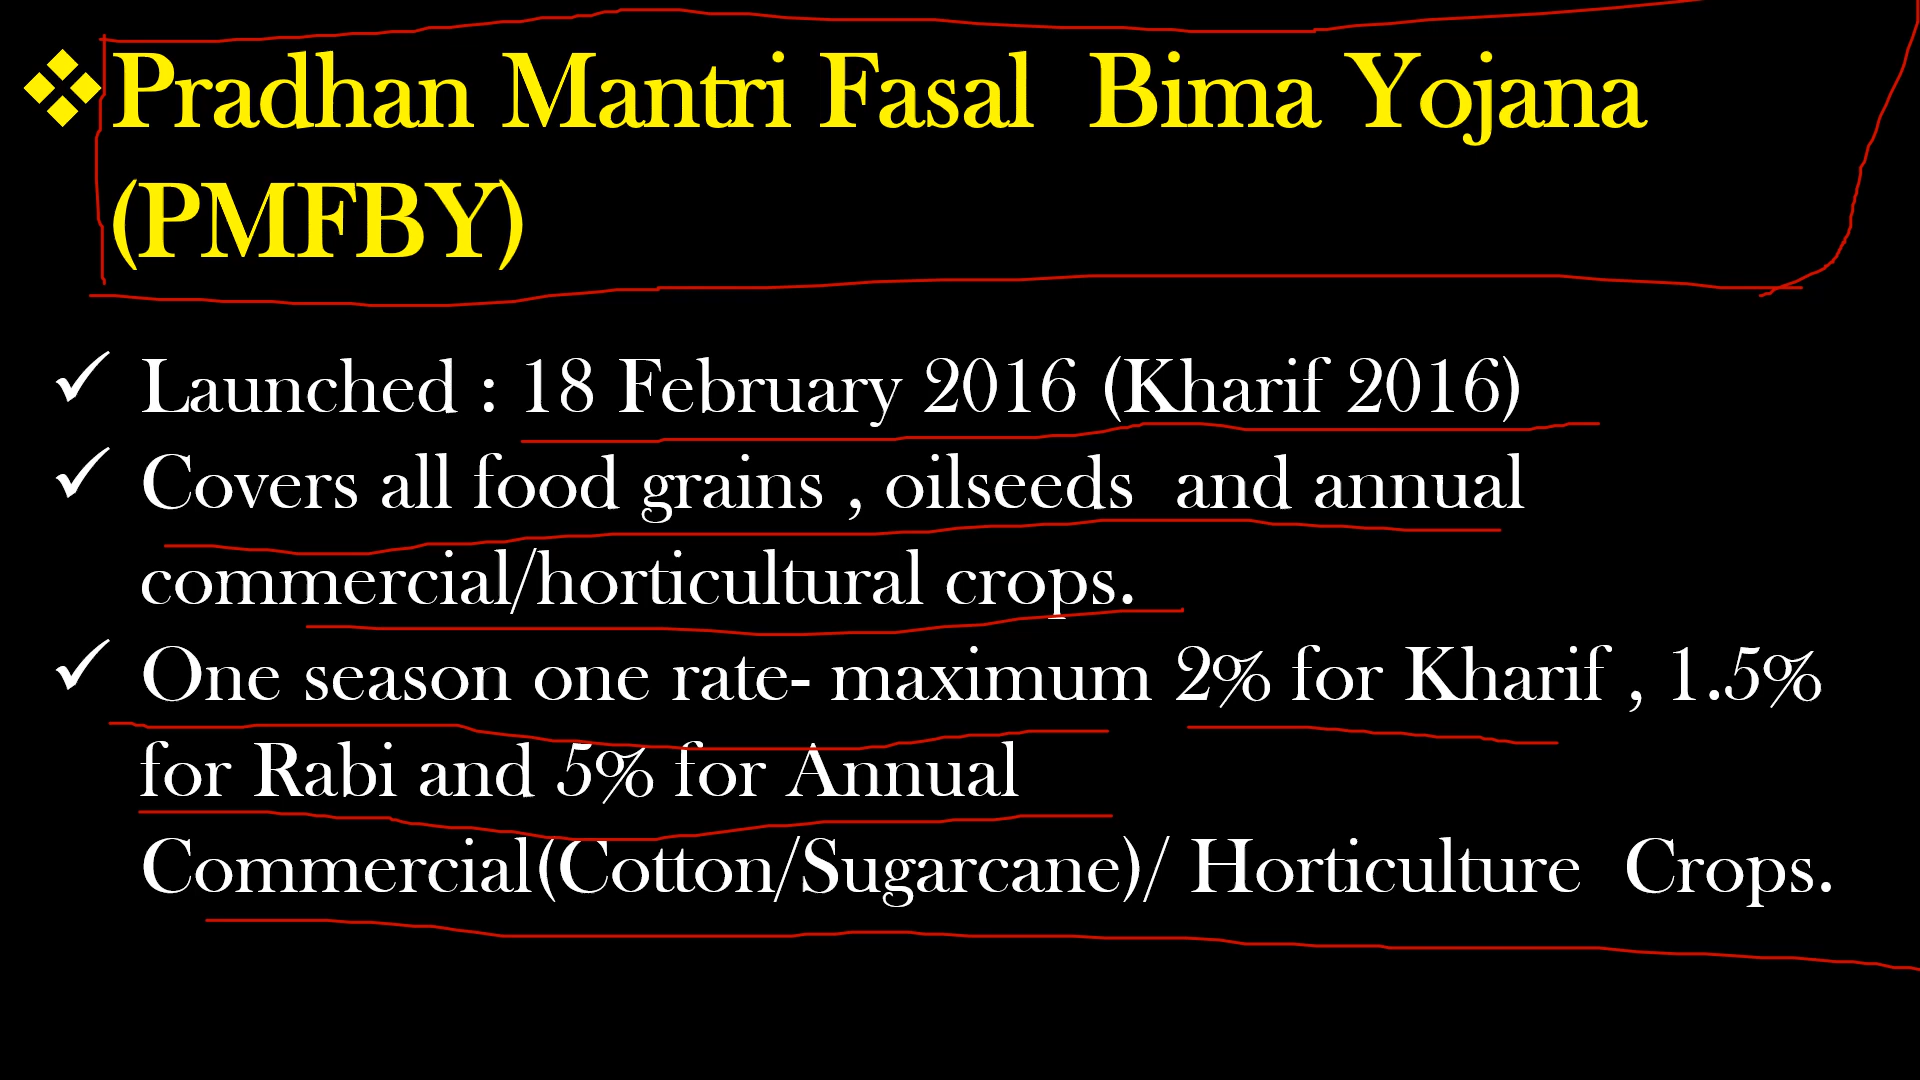 ❖Pradhan Mantri Fasal Bima Yojana
(PMFBY)
✓ Launched : 18 February 2016 (Kharif 2016)
✓ Covers all food grains , oilseeds and annual
commercial/horticultural crops.
✓ One season one rate- maximum 2% for Kharif , 1.5%
for Rabi and 5% for Annual
Commercial(Cotton/Sugarcane)/ Horticulture Crops.